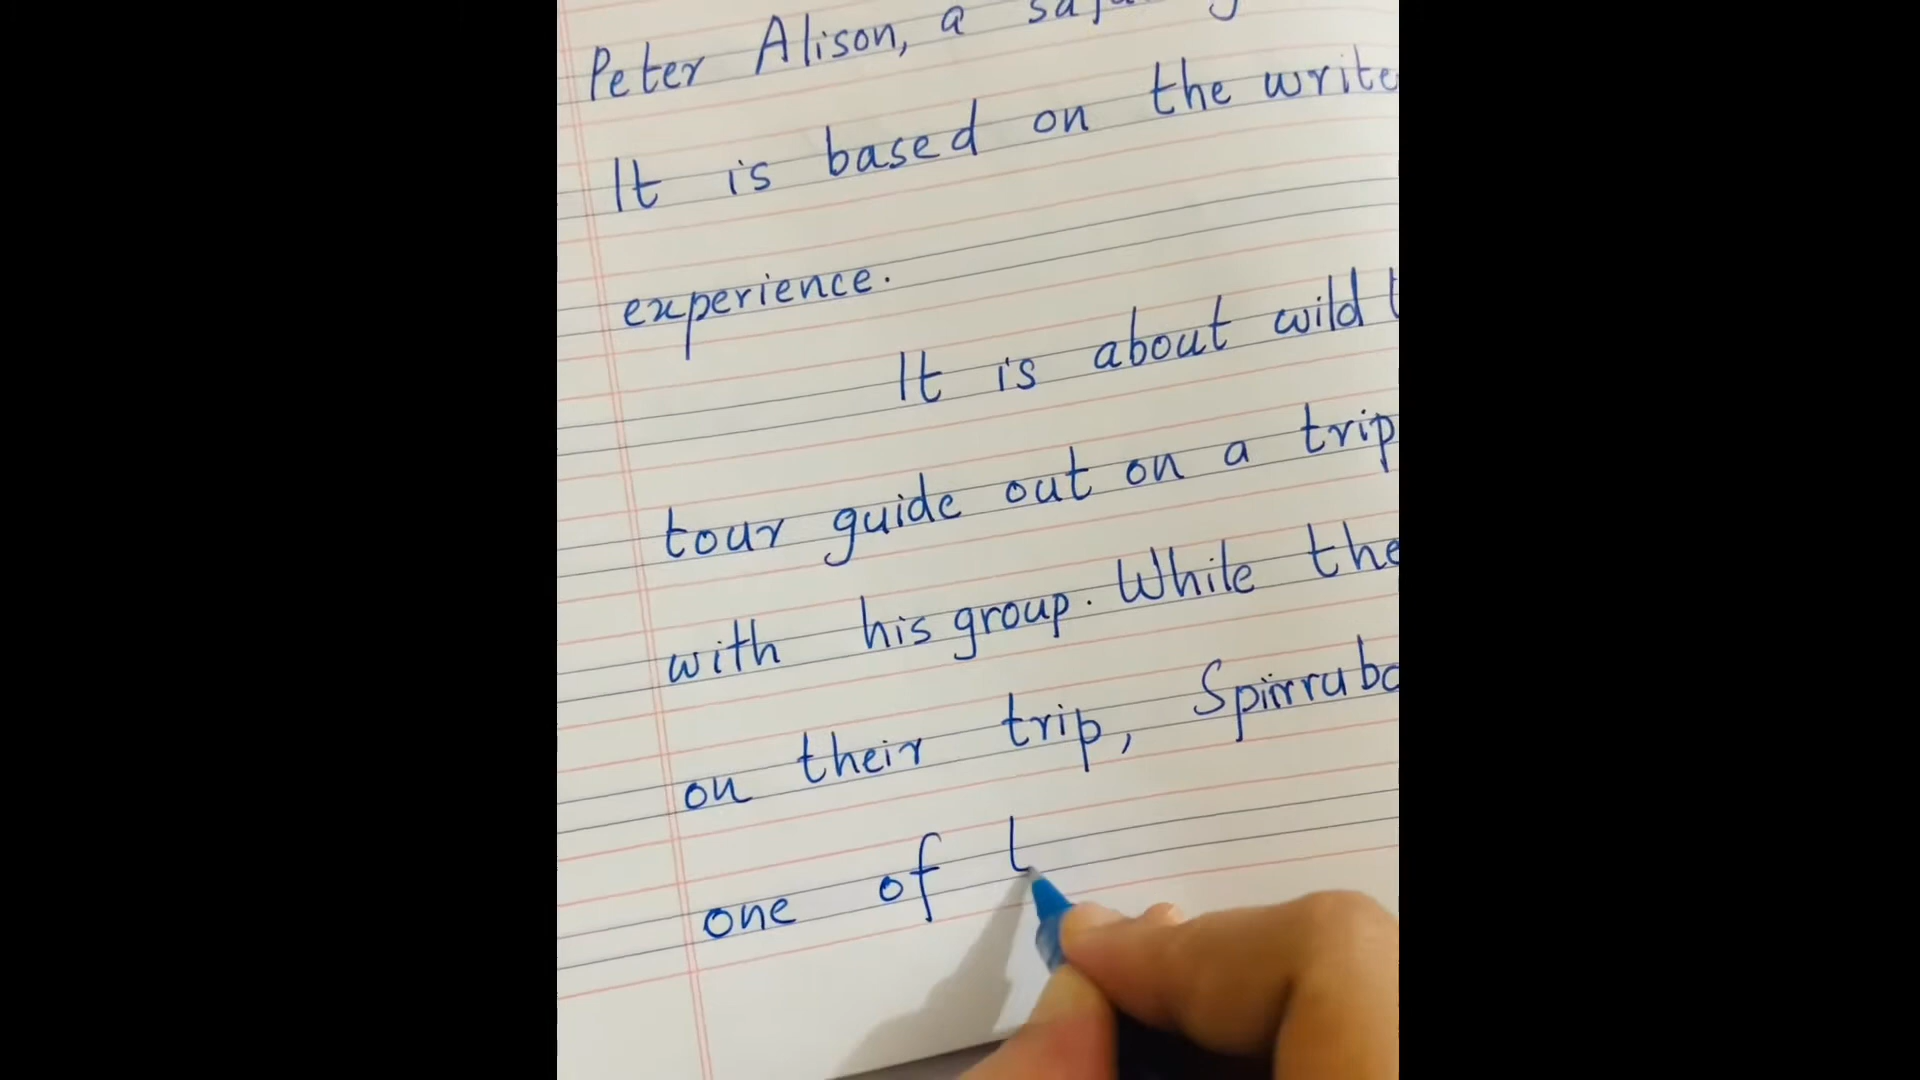 Peter Alison, a
It is based on the write
experience.
It is about wild t
tour guide out on a trip
with his group. While the
on their trip,
one of